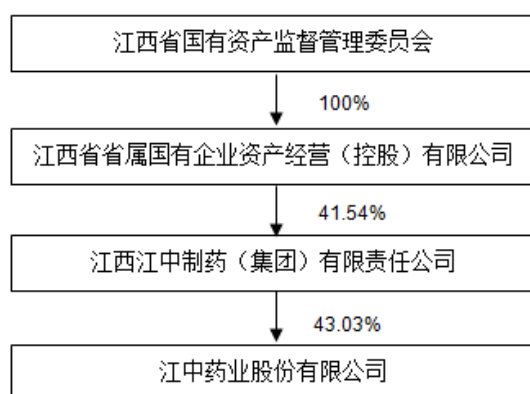 江西省国有资产监督管理委员会
100%
江西省省属国有企业资产经营（控股）有限公司
41.54%
江西江中制药（集团）有限责任公司
43.03%
江中药业股份有限公司